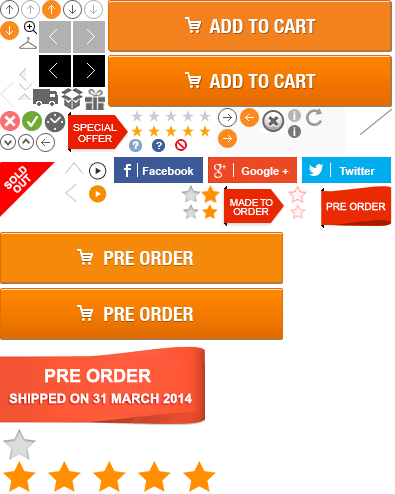 ADD TO CART
ADD TO CART
SPECIAL
OFFER
SOLD
OUT
Facebook
Google +
Twitter
MADE TO
ORDER
PRE ORDER
PRE ORDER
PRE ORDER
PRE ORDER
SHIPPED ON 31 MARCH 2014